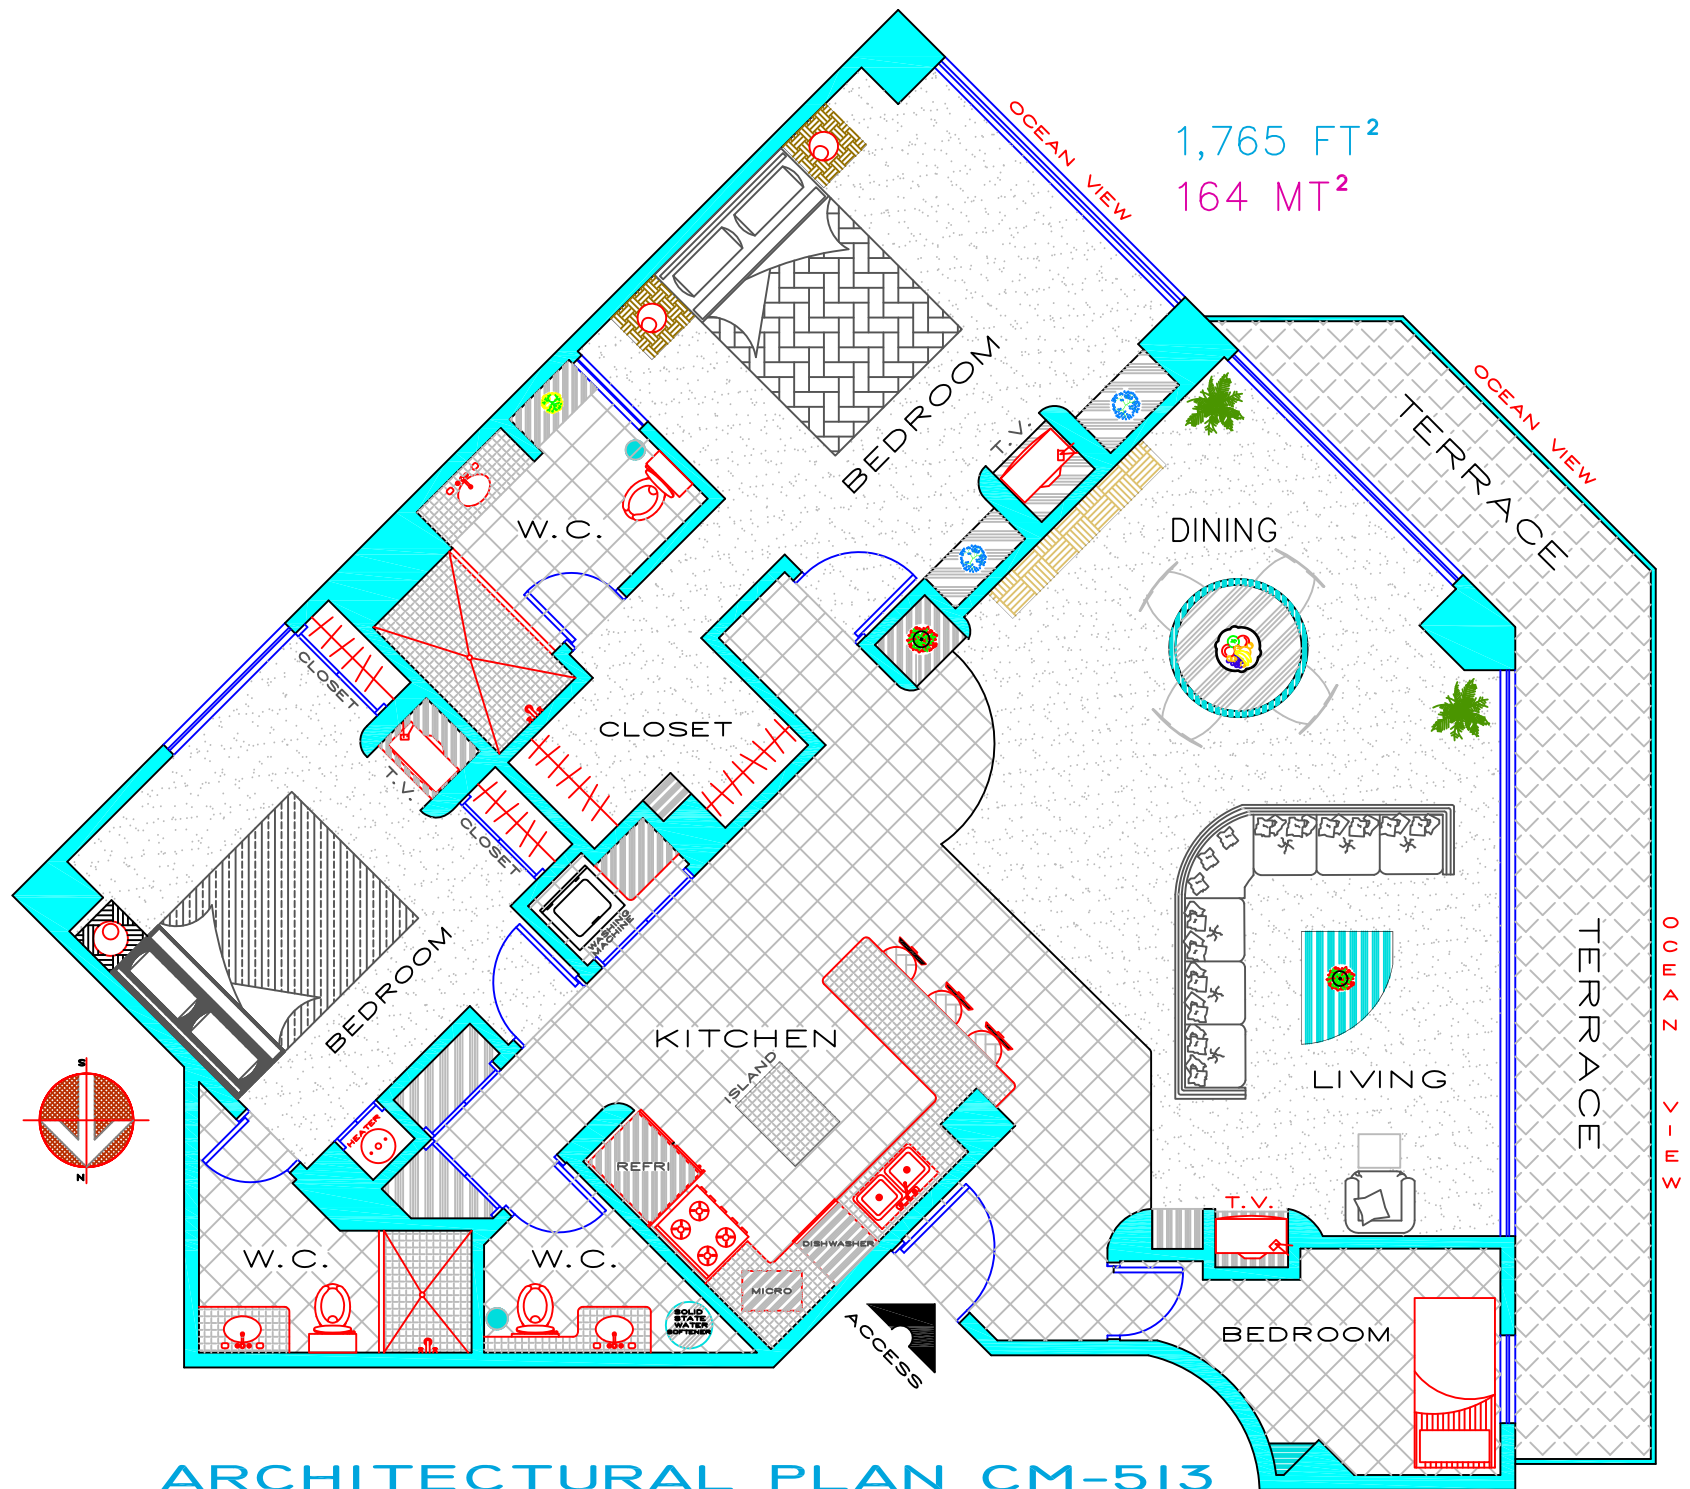 1,765 FT²
164 MT²
OCEAN VIEW
OCEAN VIEW
TERRACE
BEDROOM
T.V.
DINING
W.C.
CLOSET
CLOSET
T.V.
CLOSET
WASHING
MACHINE
BEDROOM
KITCHEN
ISLAND
LIVING
TERRACE
OCEAN VIEW
S
N
HEATER
REFRI
T.V.
W.C.
W.C.
DISHWASHER
MICRO
SOLID
STATE
WATER
SOFTENER
ACCESS
BEDROOM
ARCHITECTURAL PLAN CM-513